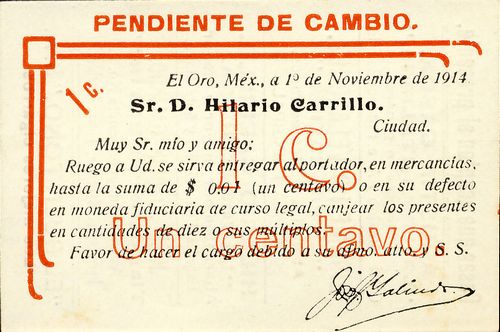 PENDIENTE DE CAMBIO.
1 c.
El Oro, Méx., a 1º de Noviembre de 1914
Sr. D. Hilario Carrillo.
Ciudad.
Muy Sr. mío y amigo:
Ruego a Ud. se sirva entregar al portador, en mercancías,
hasta la suma de $ 0.01 (un centavo) o en su defecto
en moneda fiduciaria de curso legal, canjear los presentes
en cantidades de diez o sus múltiplos.
Favor de hacer el cargo debido a su afmo. atto. y S. S.
1 c.
Un centavo.